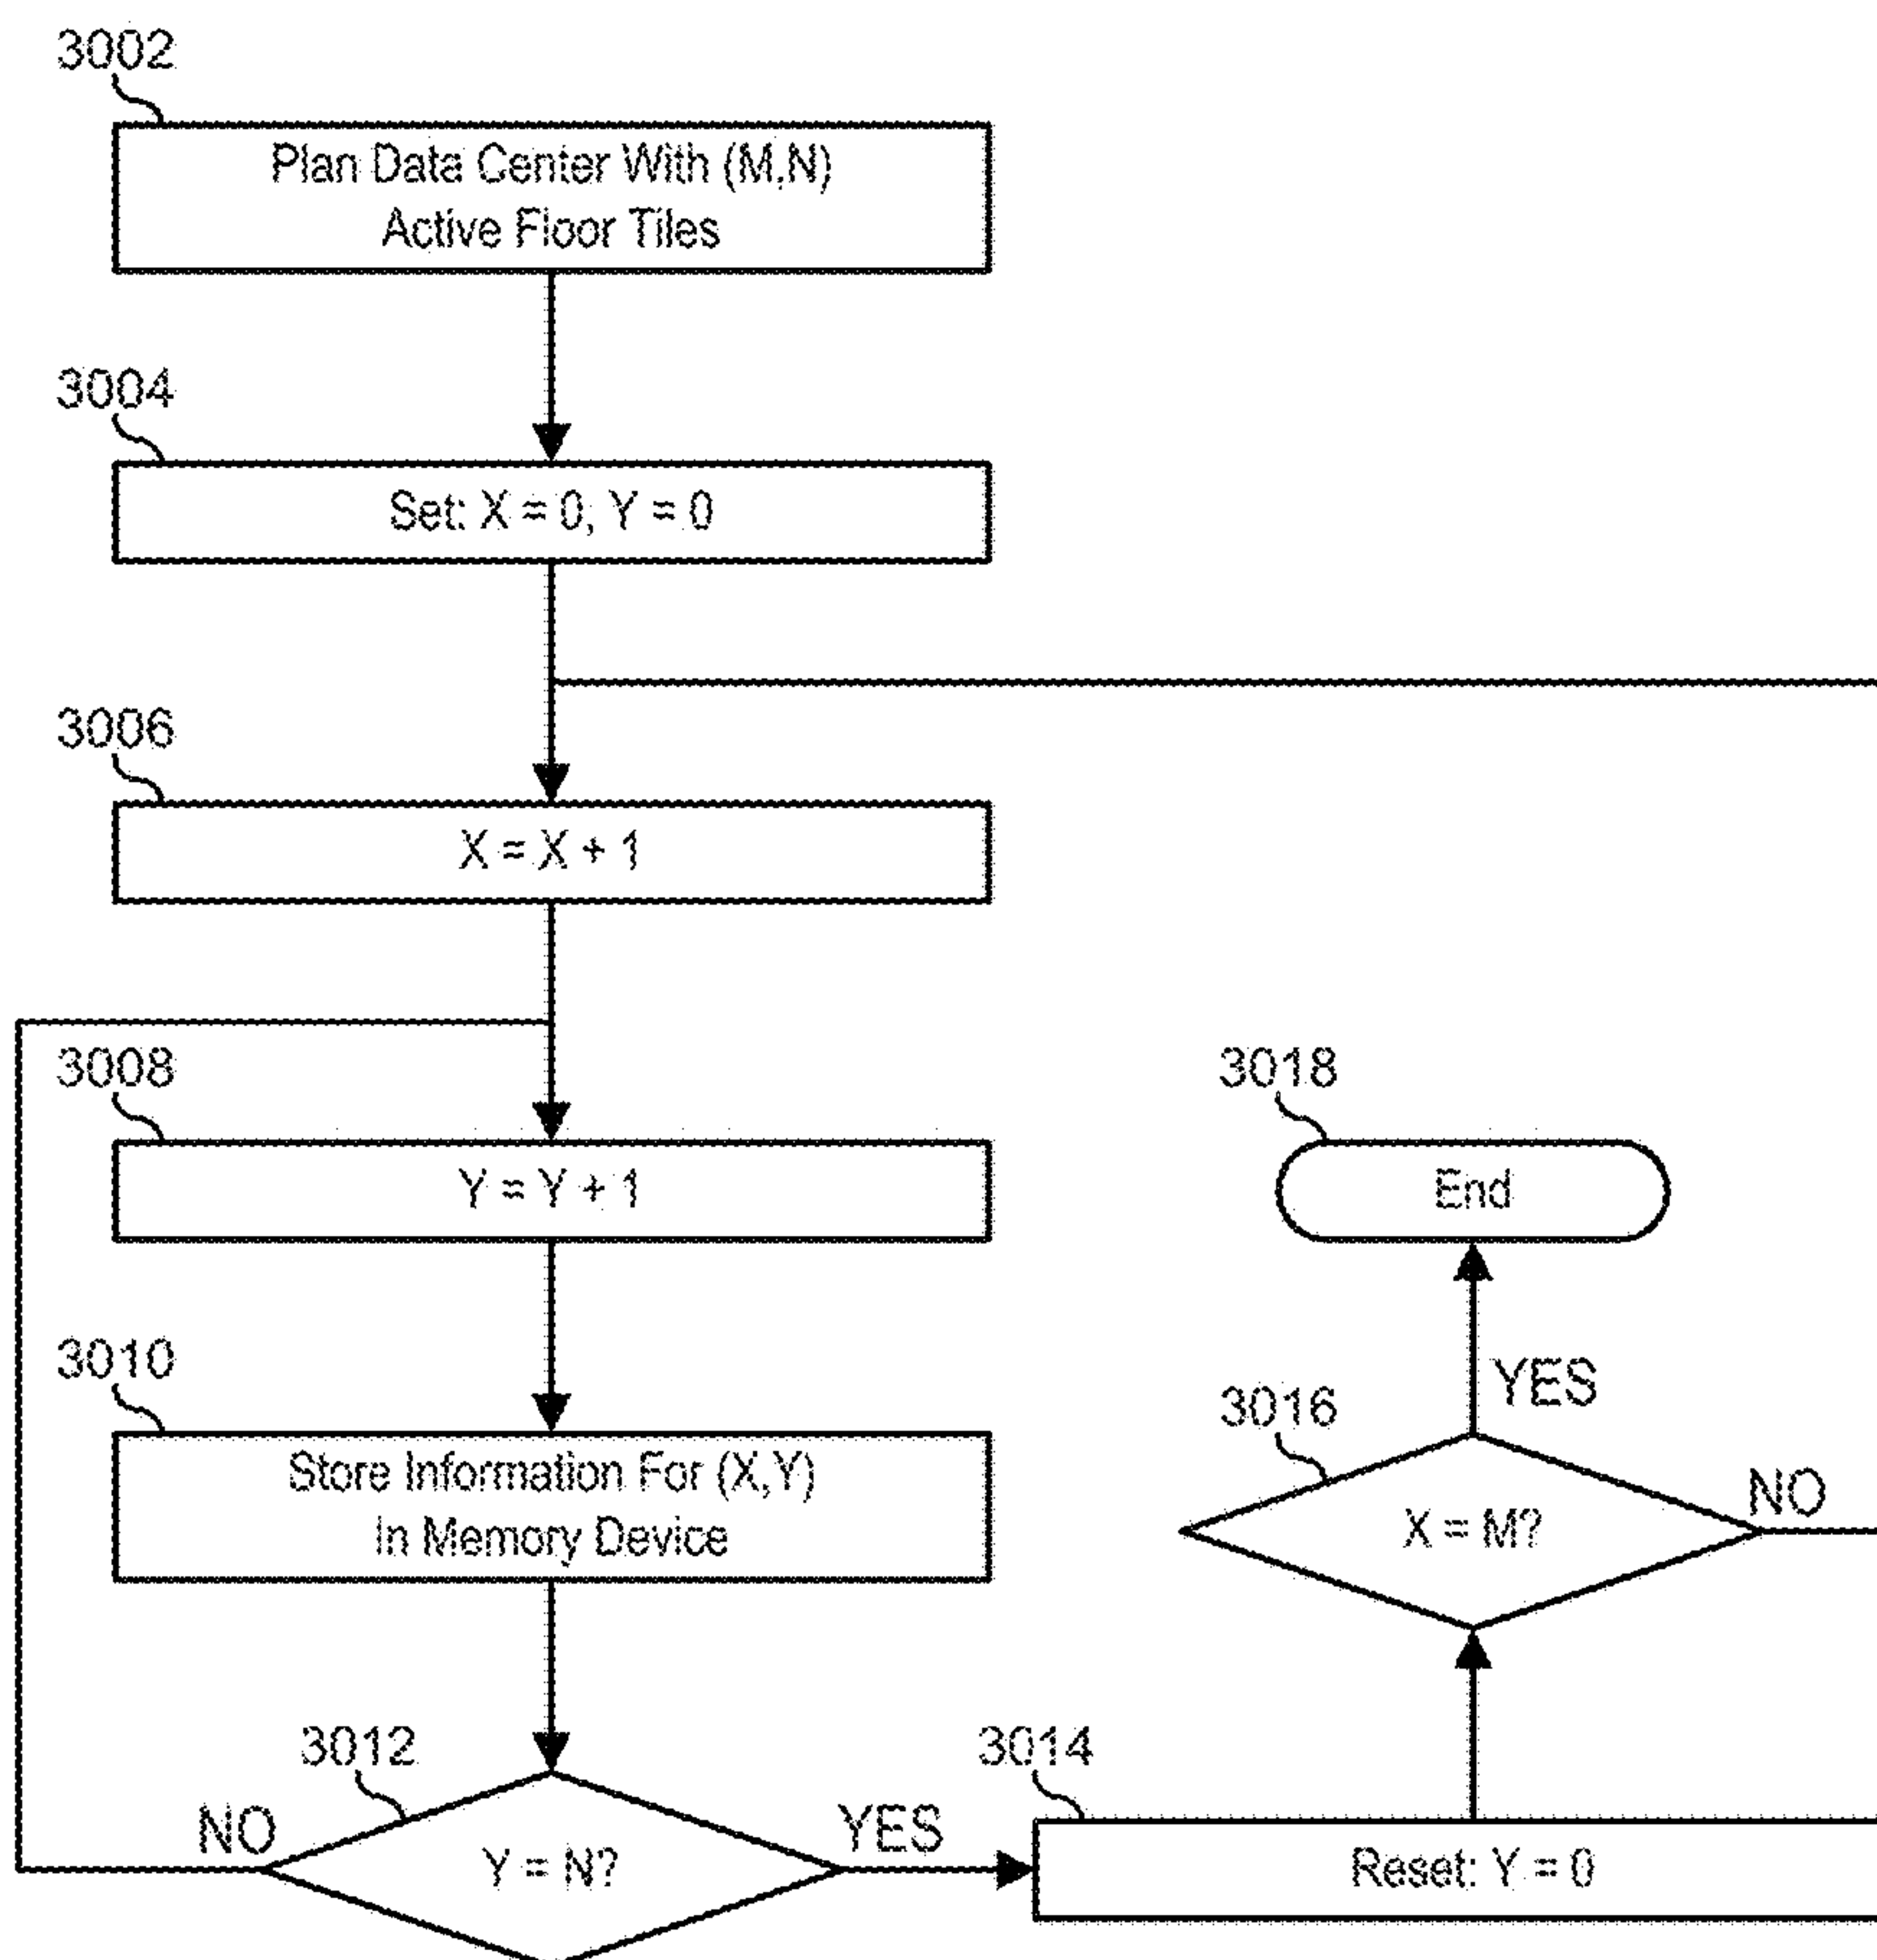 3002
Plan Data Center With (M,N)
Active Floor Tiles
3004
Set: X = 0, Y = 0
3006
X = X + 1
3008
Y = Y + 1
3010
Store Information For (X,Y)
In Memory Device
3012
Y = N?
NO
YES
3014
Reset: Y = 0
3016
X = M?
YES
NO
3018
End